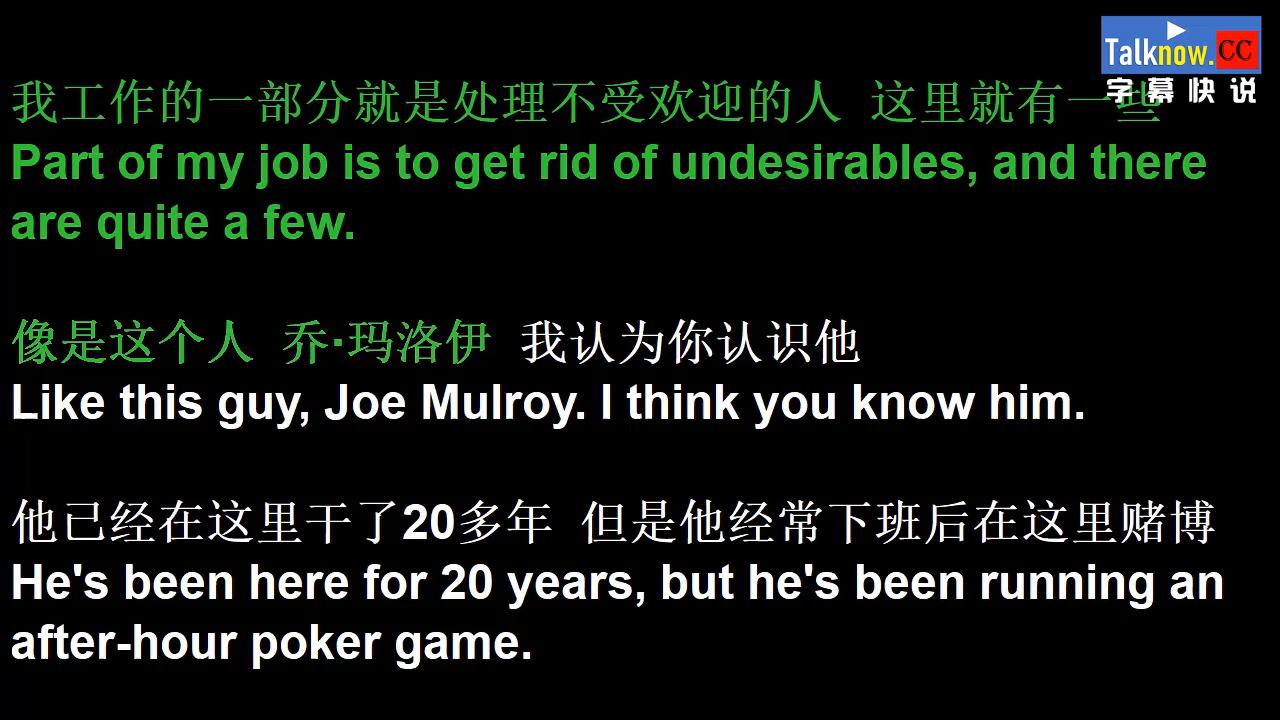 Talknow.CC
字幕快说
我工作的一部分就是处理不受欢迎的人 这里就有一些
Part of my job is to get rid of undesirables, and there
are quite a few.
像是这个人 乔·玛洛伊 我认为你认识他
Like this guy, Joe Mulroy. I think you know him.
他已经在这里干了20多年 但是他经常下班后在这里赌博
He's been here for 20 years, but he's been running an
after-hour poker game.